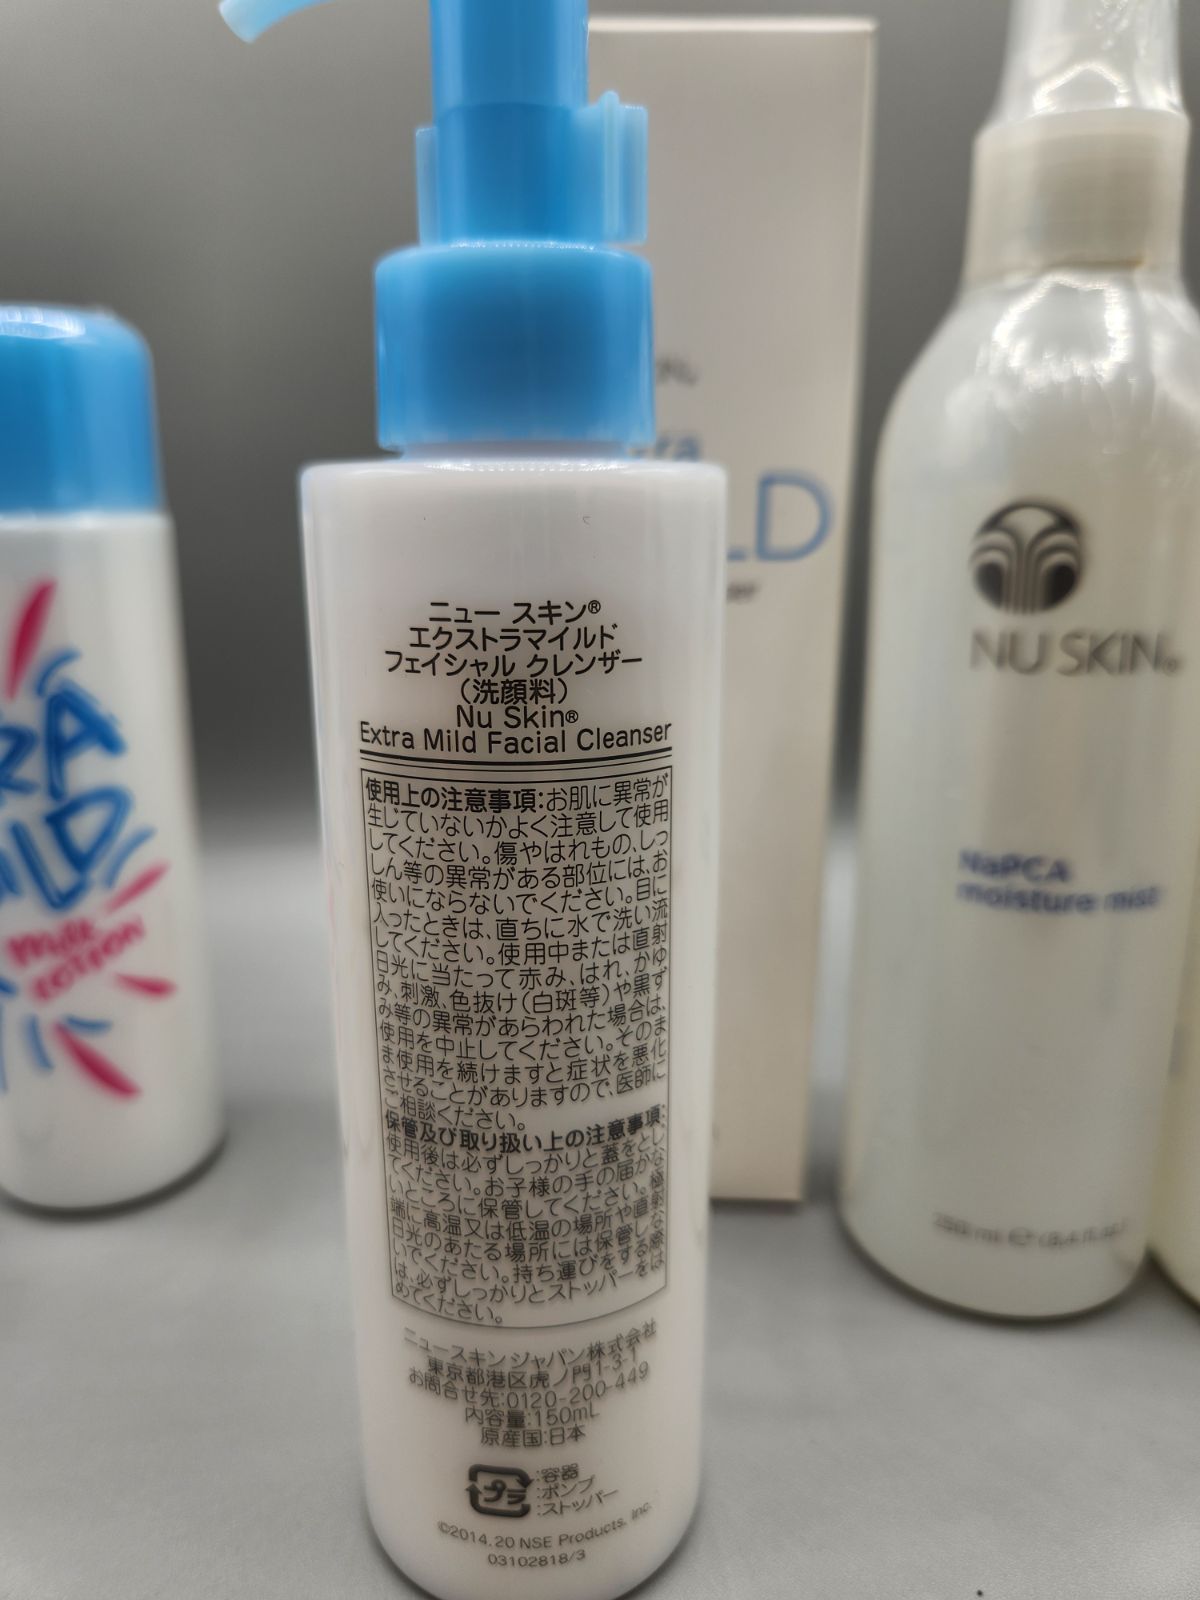 ニュー スキン®
エクストラマイルド
フェイシャル クレンザー
(洗顔料)
Nu Skin®
Extra Mild Facial Cleanser
使用上の注意事項:お肌に異常が
生じていないかよく注意して使用
してください。傷やはれもの、しっ
しん等の異常がある部位には、お
使いにならないでください。目に
入ったときは、直ちに水で洗い流
してください。使用中または直射
日光に当たって赤み、はれ、かゆ
み、刺激、色抜け(白斑等)や黒ず
み等の異常があらわれた場合は、
使用を中止してください。そのま
ま使用を続けますと症状を悪化
させることがありますので、医師に
ご相談ください。
保管及び取り扱い上の注意事項:
使用後は必ずしっかりと蓋をし
てください。お子様の手の届かな
いところに保管してください。極
端に高温又は低温の場所や直射
日光のあたる場所には保管しな
いでください。持ち運びをする際
は、必ずしっかりとストッパーをは
めてください。
ニュースキン ジャパン株式会社
東京都港区虎ノ門1-3-1
お問合せ先:0120-200-449
内容量:150mL
原産国:日本
プラ
:容器
:ポンプ
:ストッパー
©2014,20 NSE Products, Inc.
03102818/3
LD
MILK
LOTION
NU SKIN®
NaPCA
moisture mist
250 ml e